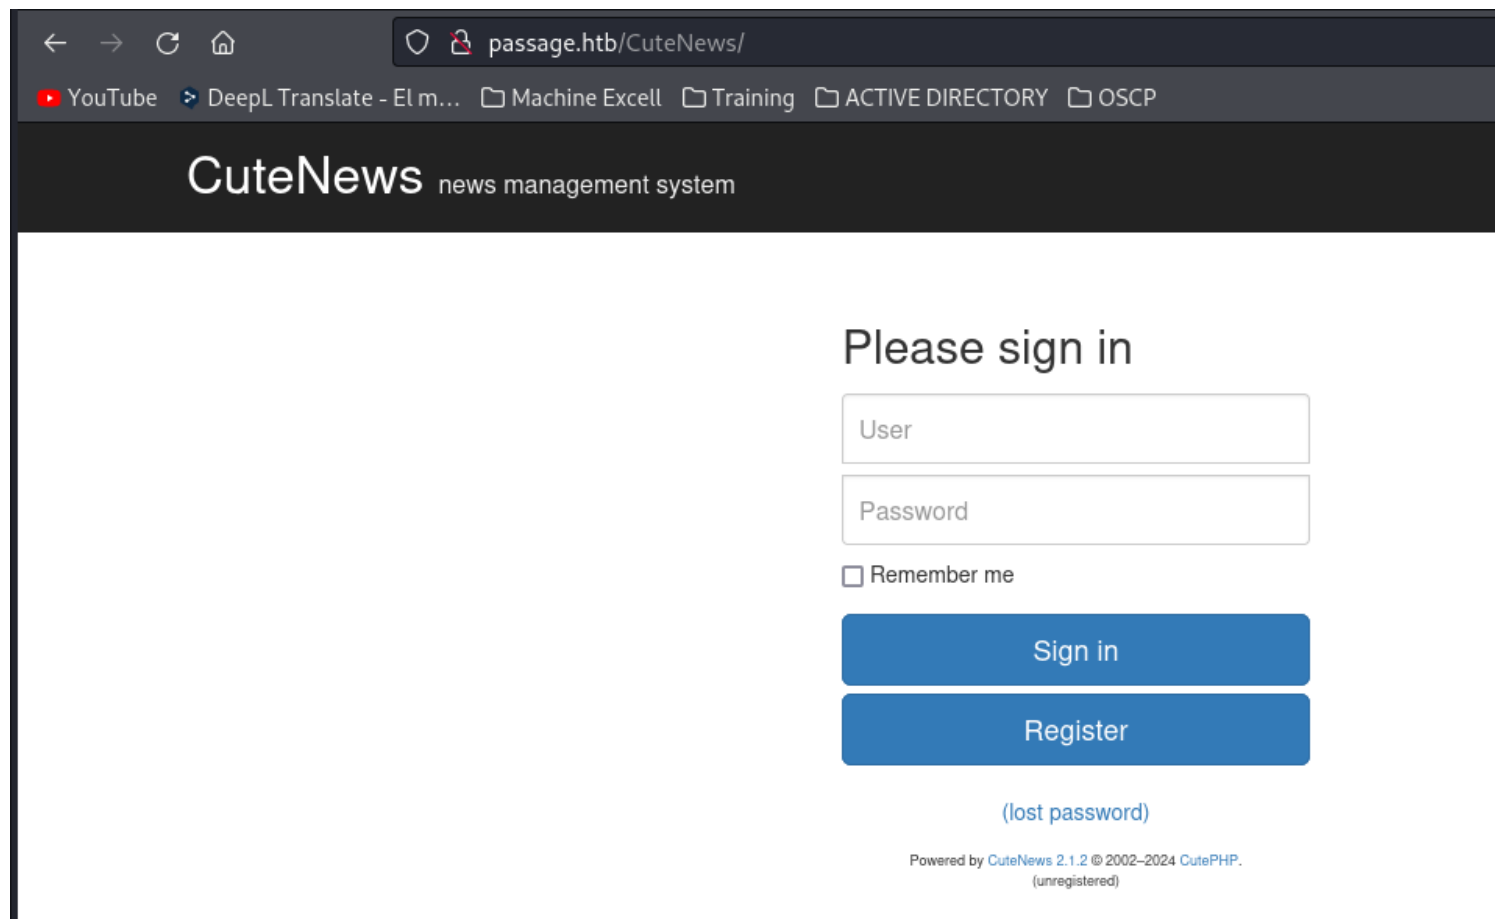 passage.htb/CuteNews/
YouTube DeepL Translate - El m... Machine Excell Training ACTIVE DIRECTORY OSCP
CuteNews news management system
Please sign in
User
Password
Remember me
Sign in
Register
(lost password)
Powered by CuteNews 2.1.2 © 2002–2024 CutePHP.
(unregistered)